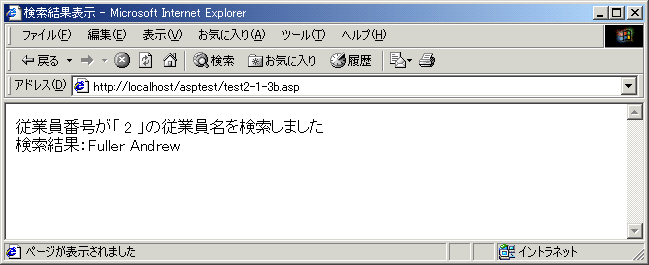 検索結果表示 - Microsoft Internet Explorer
ファイル(F) 編集(E) 表示(V) お気に入り(A) ツール(T) ヘルプ(H)
戻る 検索 お気に入り 履歴
アドレス(D) http://localhost/asptest/test2-1-3b.asp
従業員番号が「 2 」の従業員名を検索しました
検索結果：Fuller Andrew
ページが表示されました イントラネット